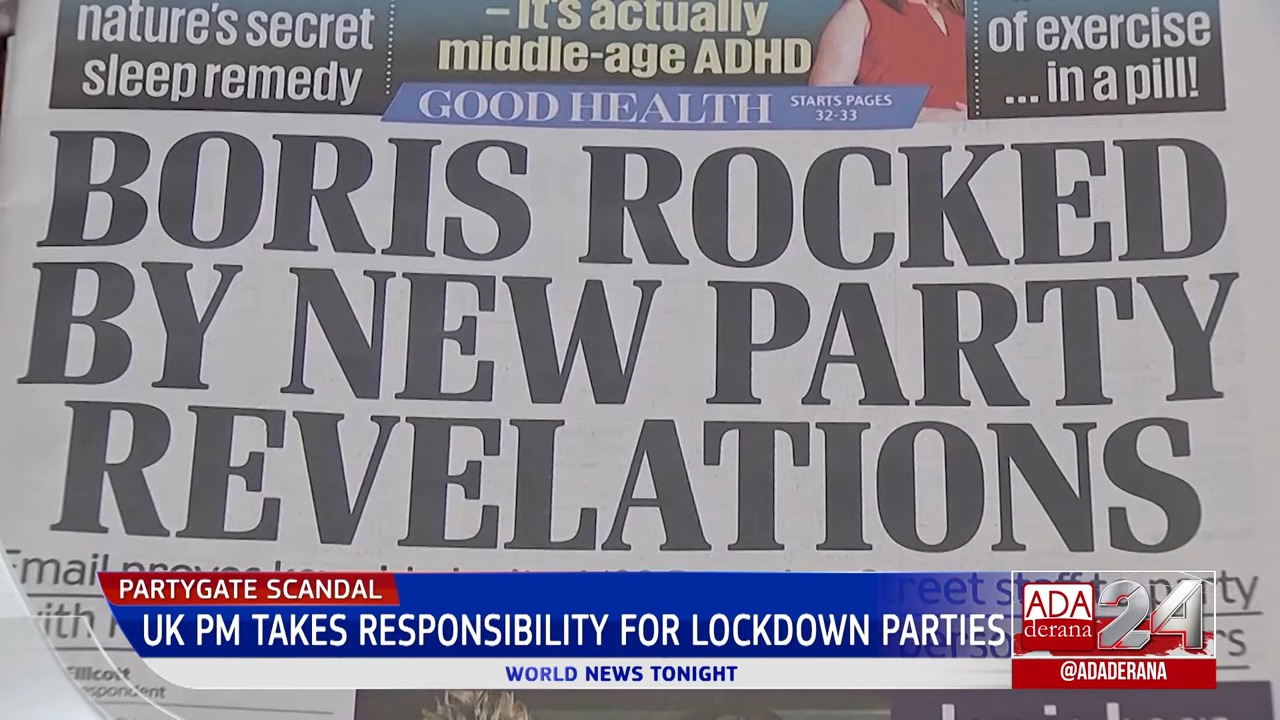 nature's secret
sleep remedy
– it's actually
middle-age ADHD
of exercise
... in a pill!
GOOD HEALTH
STARTS PAGES
32-33
BORIS ROCKED
BY NEW PARTY
REVELATIONS
PARTYGATE SCANDAL
UK PM TAKES RESPONSIBILITY FOR LOCKDOWN PARTIES
WORLD NEWS TONIGHT
ADA
derana
24
@ADADERANA
Ellicott